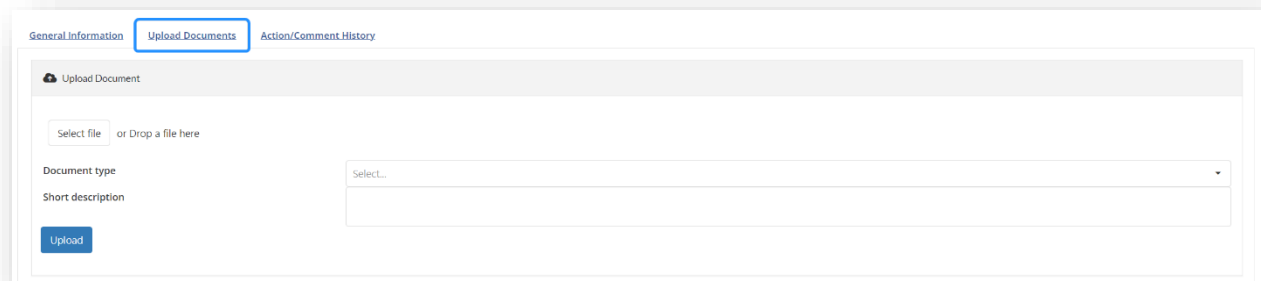 General Information Upload Documents Action/Comment History
Upload Document
Select file or Drop a file here
Document type Select...
Short description
Upload